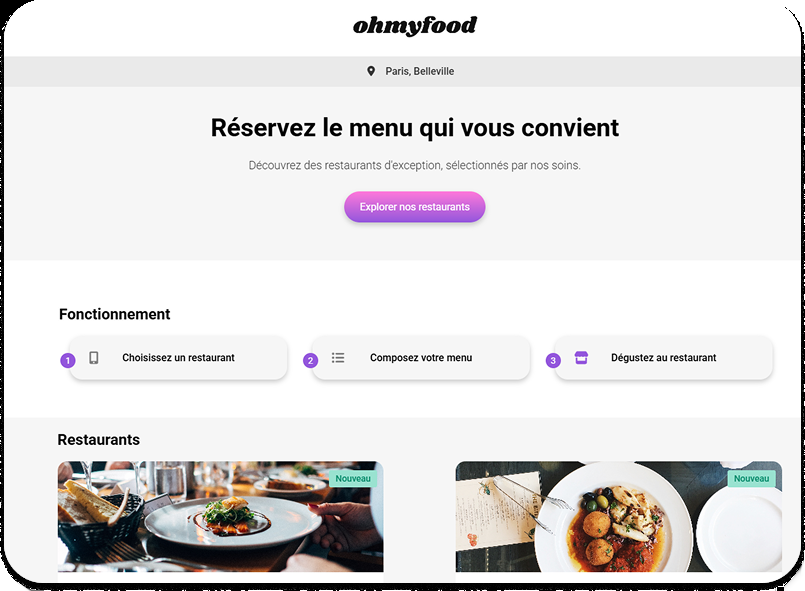 ohmyfood
Paris, Belleville
Réservez le menu qui vous convient
Découvrez des restaurants d'exception, sélectionnés par nos soins.
Explorer nos restaurants
Fonctionnement
1 Choisissez un restaurant
2 Composez votre menu
3 Dégustez au restaurant
Restaurants
Nouveau
Nouveau